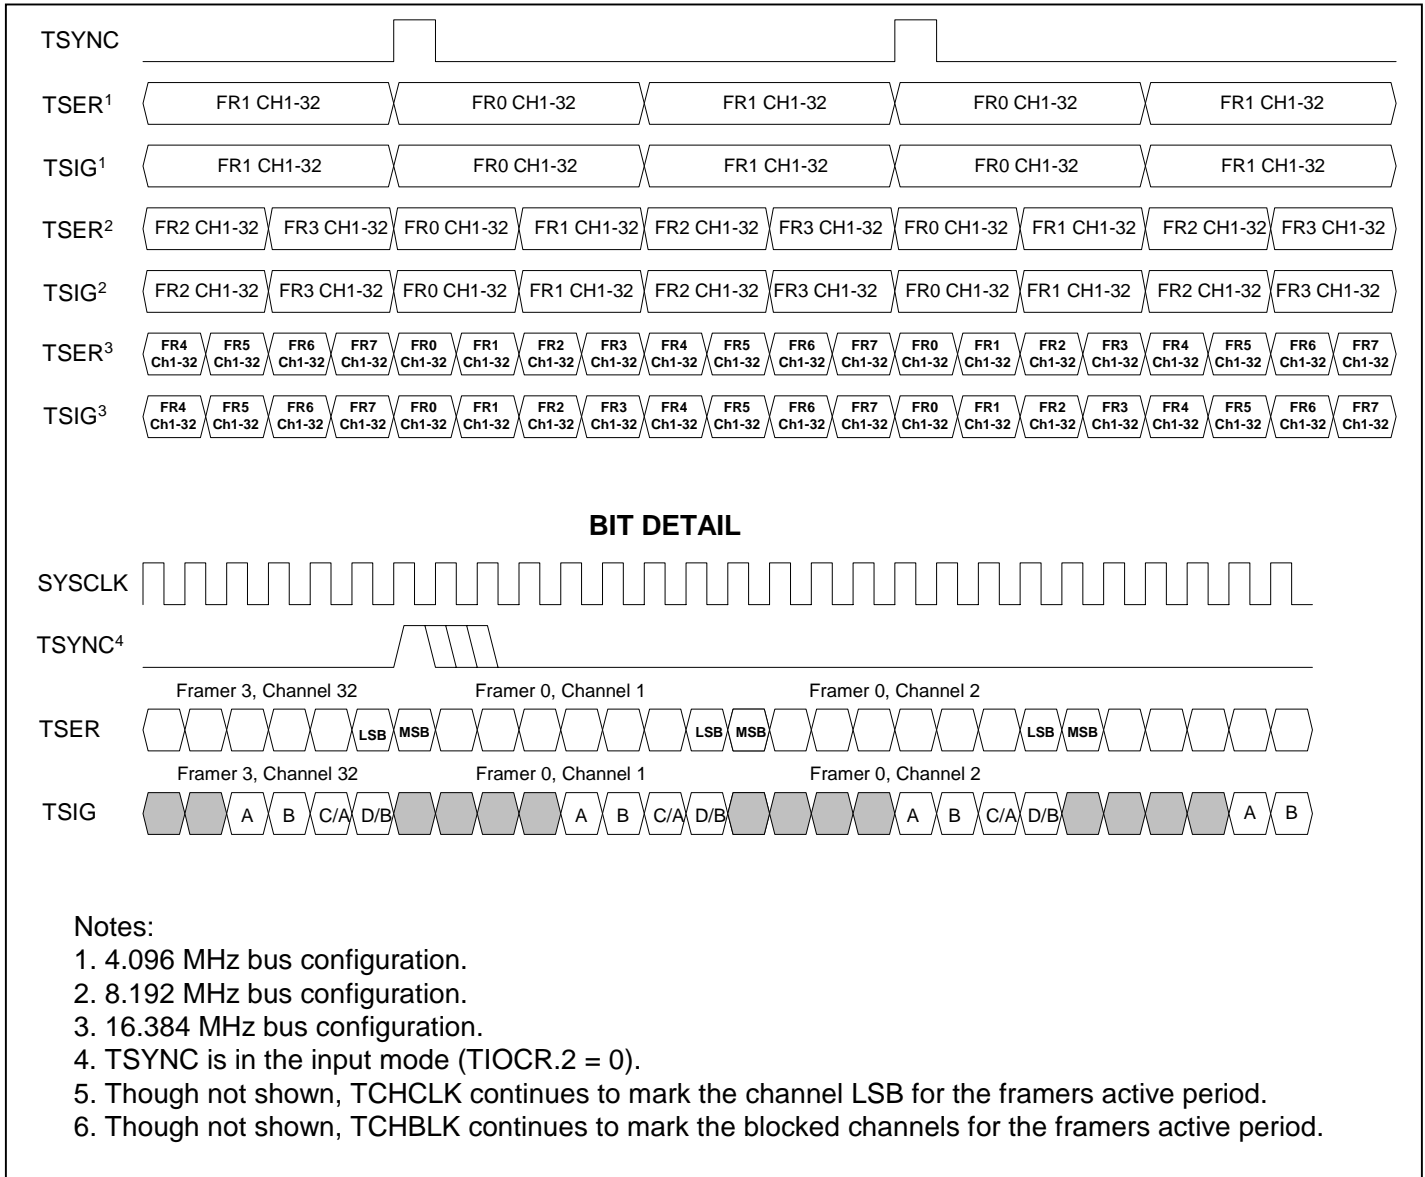 TSYNC
TSER1 FR1 CH1-32 FR0 CH1-32 FR1 CH1-32 FR0 CH1-32 FR1 CH1-32
TSIG1 FR1 CH1-32 FR0 CH1-32 FR1 CH1-32 FR0 CH1-32 FR1 CH1-32
TSER2 FR2 CH1-32 FR3 CH1-32 FR0 CH1-32 FR1 CH1-32 FR2 CH1-32 FR3 CH1-32 FR0 CH1-32 FR1 CH1-32 FR2 CH1-32 FR3 CH1-32
TSIG2 FR2 CH1-32 FR3 CH1-32 FR0 CH1-32 FR1 CH1-32 FR2 CH1-32 FR3 CH1-32 FR0 CH1-32 FR1 CH1-32 FR2 CH1-32 FR3 CH1-32
TSER3 FR4 Ch1-32 FR5 Ch1-32 FR6 Ch1-32 FR7 Ch1-32 FR0 Ch1-32 FR1 Ch1-32 FR2 Ch1-32 FR3 Ch1-32 FR4 Ch1-32 FR5 Ch1-32 FR6 Ch1-32 FR7 Ch1-32 FR0 Ch1-32 FR1 Ch1-32 FR2 Ch1-32 FR3 Ch1-32 FR4 Ch1-32 FR5 Ch1-32 FR6 Ch1-32 FR7 Ch1-32
TSIG3 FR4 Ch1-32 FR5 Ch1-32 FR6 Ch1-32 FR7 Ch1-32 FR0 Ch1-32 FR1 Ch1-32 FR2 Ch1-32 FR3 Ch1-32 FR4 Ch1-32 FR5 Ch1-32 FR6 Ch1-32 FR7 Ch1-32 FR0 Ch1-32 FR1 Ch1-32 FR2 Ch1-32 FR3 Ch1-32 FR4 Ch1-32 FR5 Ch1-32 FR6 Ch1-32 FR7 Ch1-32
BIT DETAIL
SYSCLK
TSYNC4
Framer 3, Channel 32 Framer 0, Channel 1 Framer 0, Channel 2
TSER LSB MSB LSB MSB LSB MSB
Framer 3, Channel 32 Framer 0, Channel 1 Framer 0, Channel 2
TSIG A B C/A D/B A B C/A D/B A B C/A D/B A B
Notes:
1. 4.096 MHz bus configuration.
2. 8.192 MHz bus configuration.
3. 16.384 MHz bus configuration.
4. TSYNC is in the input mode (TIOCR.2 = 0).
5. Though not shown, TCHCLK continues to mark the channel LSB for the framers active period.
6. Though not shown, TCHBLK continues to mark the blocked channels for the framers active period.